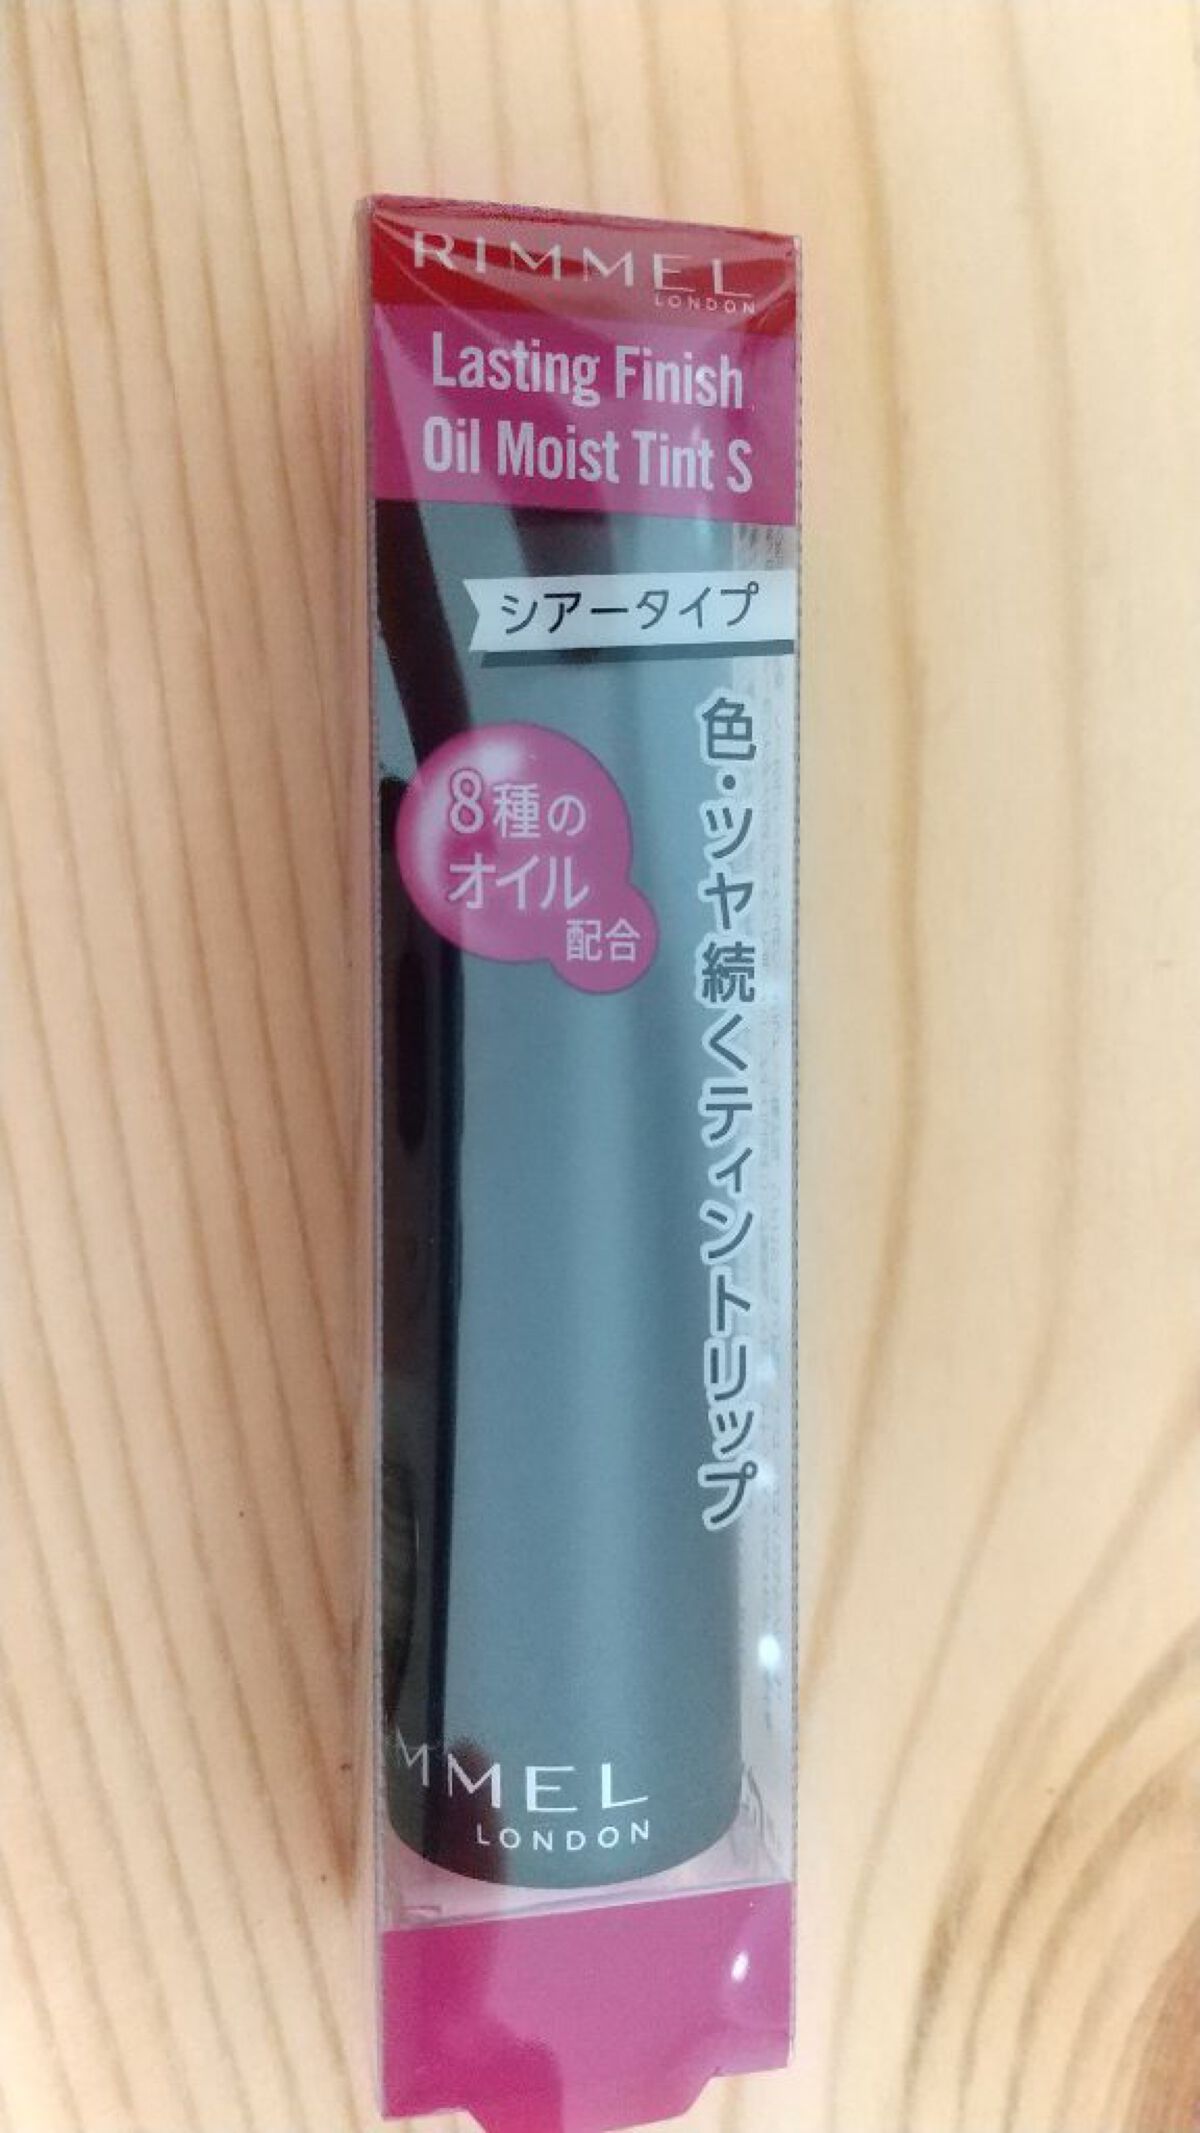 RIMMEL
LONDON
Lasting Finish
Oil Moist Tint S
シアータイプ
8種の
オイル
配合
色・ツヤ続くティントリップ
MMEL
LONDON